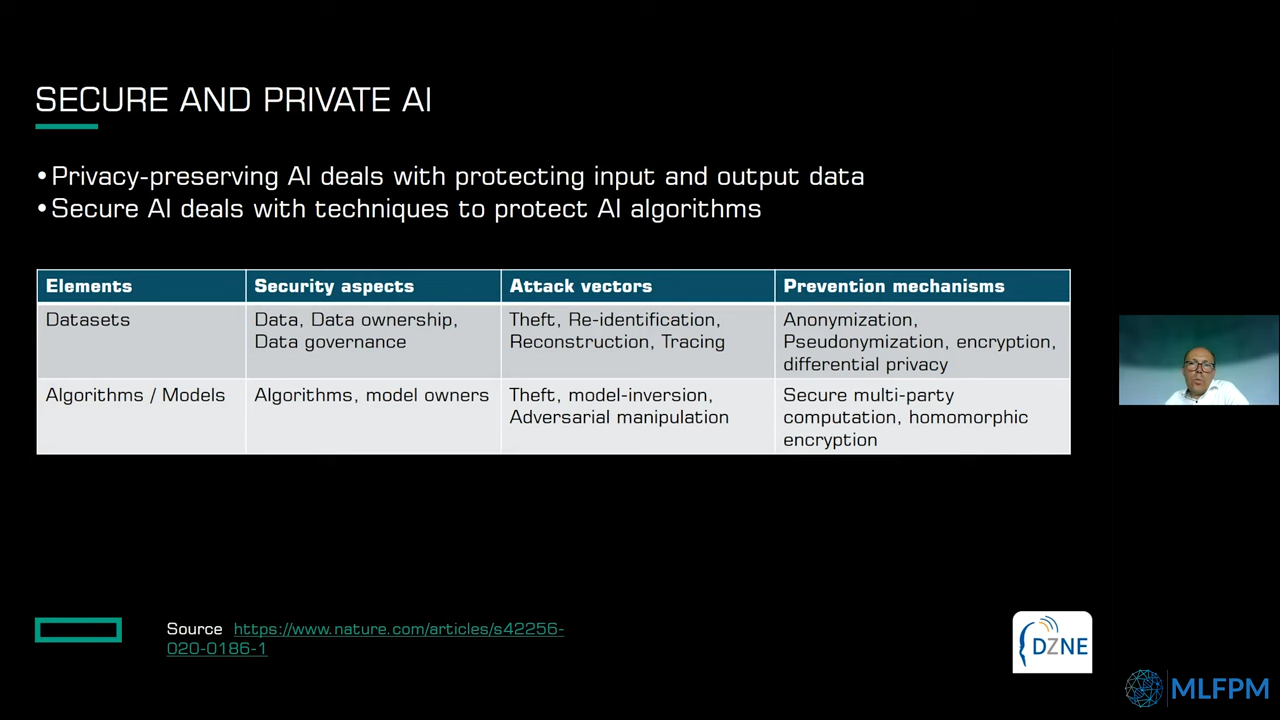 SECURE AND PRIVATE AI
•Privacy-preserving AI deals with protecting input and output data
•Secure AI deals with techniques to protect AI algorithms
Elements
Security aspects
Attack vectors
Prevention mechanisms
Datasets
Data, Data ownership,
Data governance
Theft, Re-identification,
Reconstruction, Tracing
Anonymization,
Pseudonymization, encryption,
differential privacy
Algorithms / Models
Algorithms, model owners
Theft, model-inversion,
Adversarial manipulation
Secure multi-party
computation, homomorphic
encryption
Source https://www.nature.com/articles/s42256-
020-0186-1
DZNE
MLFPM